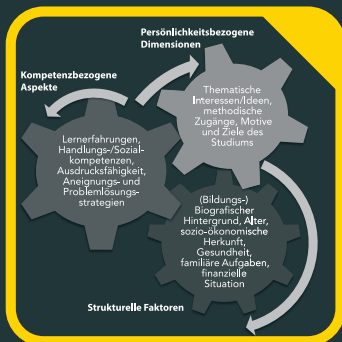 Persönlichkeitsbezogene
Dimensionen
Kompetenzbezogene
Aspekte
Thematische
Interessen/Ideen,
methodische
Zugänge, Motive
und Ziele des
Studiums
Lernerfahrungen,
Handlungs-/Sozial-
kompetenzen,
Ausdrucksfähigkeit,
Aneignungs- und
Problemlösungs-
strategien
(Bildungs-)
Biografischer
Hintergrund, Alter,
sozio-ökonomische
Herkunft,
Gesundheit,
familiäre Aufgaben,
finanzielle
Situation
Strukturelle Faktoren